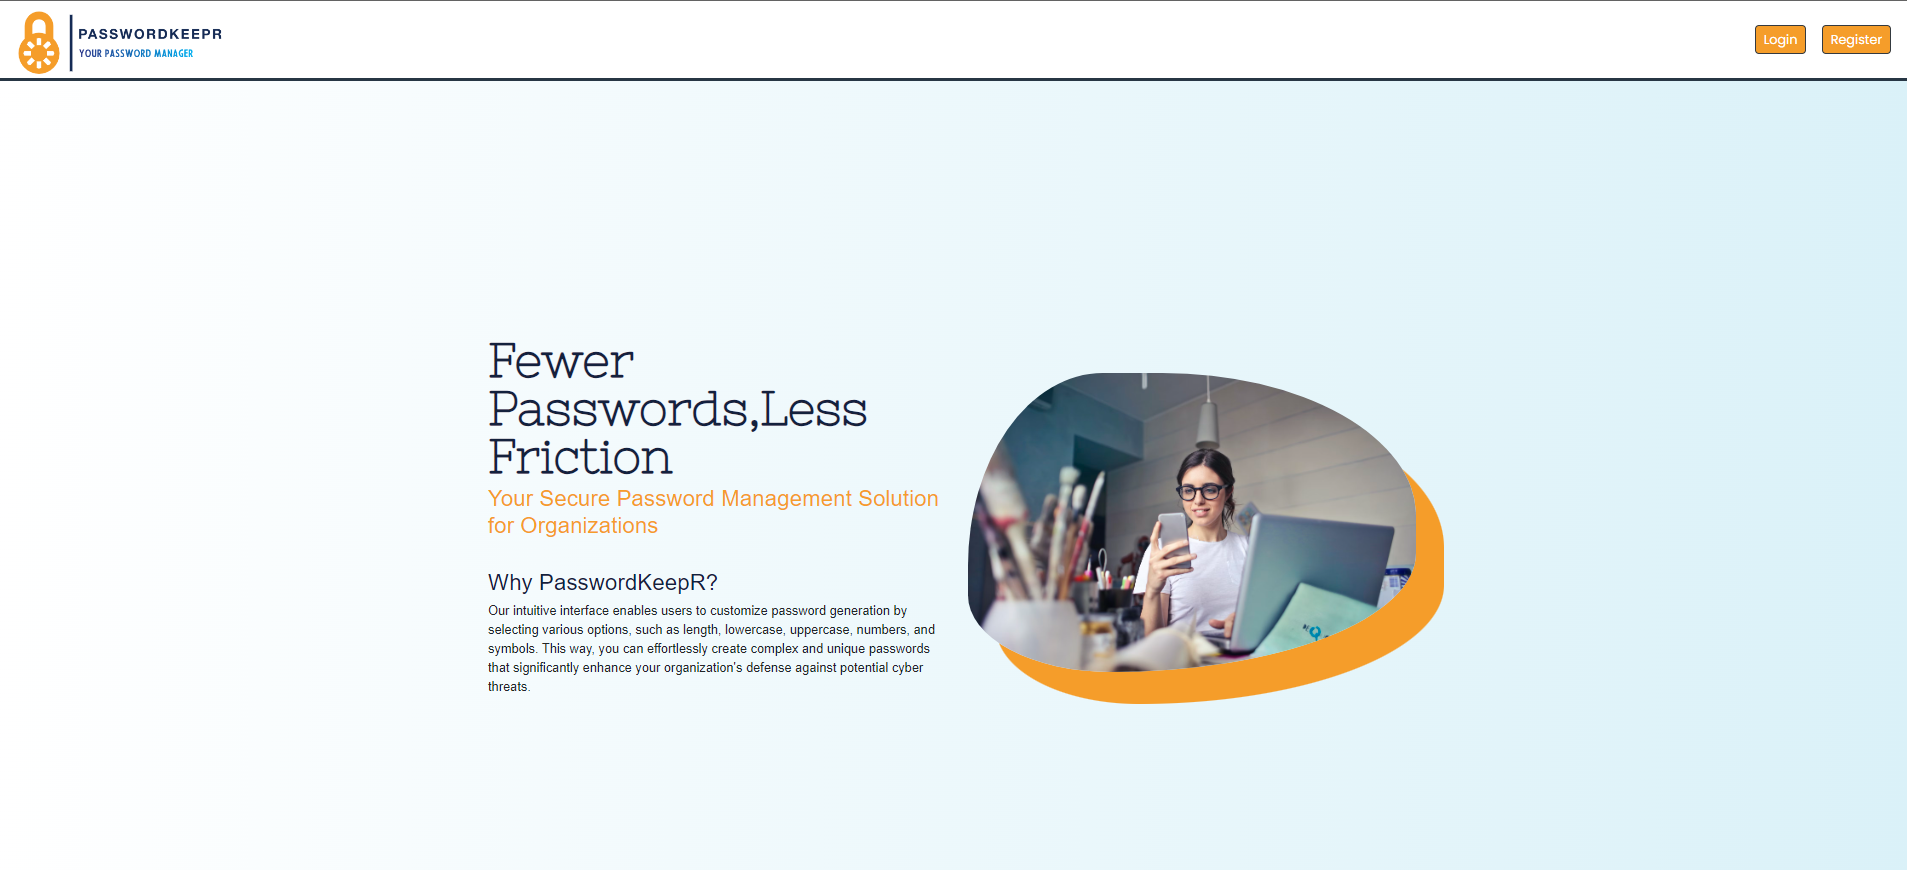 PASSWORDKEEPR
YOUR PASSWORD MANAGER
Login
Register
Fewer
Passwords,Less
Friction
Your Secure Password Management Solution
for Organizations
Why PasswordKeepR?
Our intuitive interface enables users to customize password generation by
selecting various options, such as length, lowercase, uppercase, numbers, and
symbols. This way, you can effortlessly create complex and unique passwords
that significantly enhance your organization's defense against potential cyber
threats.